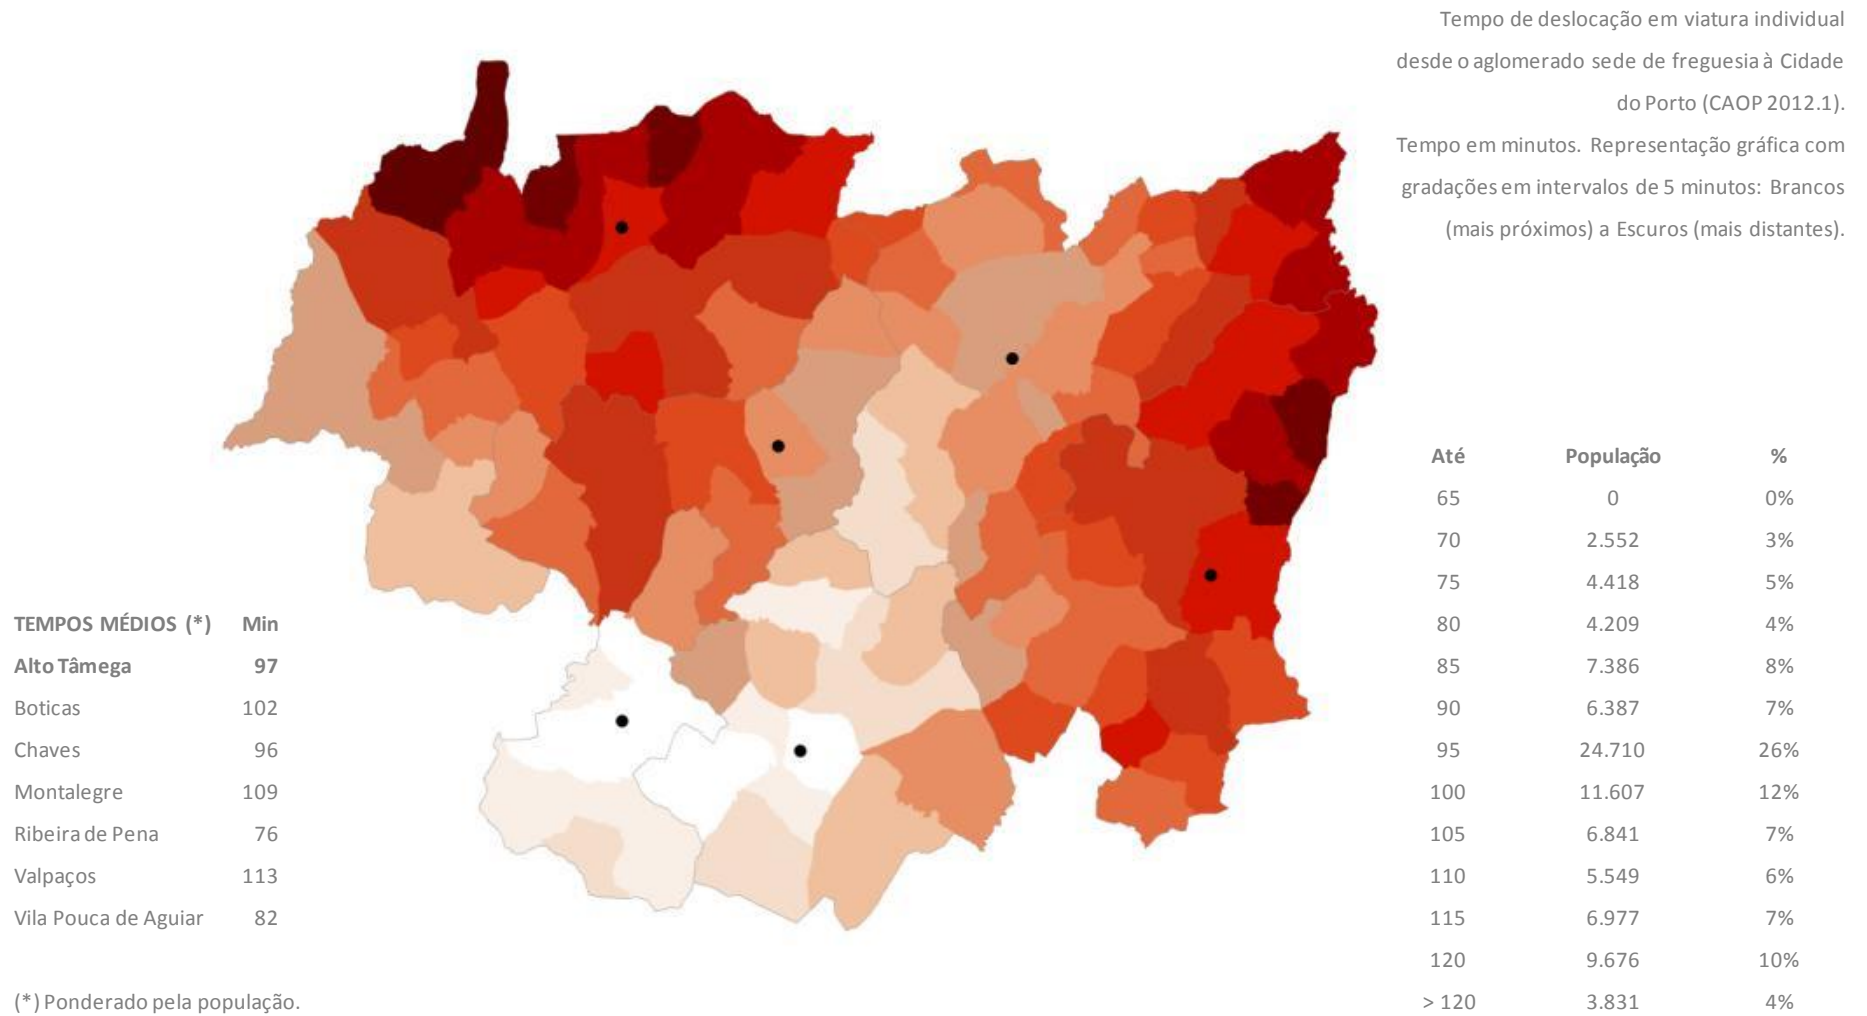 Tempo de deslocação em viatura individual
desde o aglomerado sede de freguesia à Cidade
do Porto (CAOP 2012.1).
Tempo em minutos. Representação gráfica com
gradações em intervalos de 5 minutos: Brancos
(mais próximos) a Escuros (mais distantes).
Até População %
65 0 0%
70 2.552 3%
75 4.418 5%
80 4.209 4%
85 7.386 8%
90 6.387 7%
95 24.710 26%
100 11.607 12%
105 6.841 7%
110 5.549 6%
115 6.977 7%
120 9.676 10%
> 120 3.831 4%
TEMPOS MÉDIOS (*) Min
Alto Tâmega 97
Boticas 102
Chaves 96
Montalegre 109
Ribeira de Pena 76
Valpaços 113
Vila Pouca de Aguiar 82
(*) Ponderado pela população.